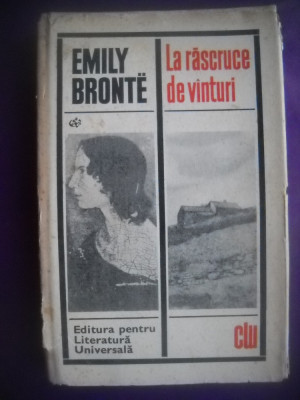 EMILY
BRONTË
La răscruce
de vînturi
Editura pentru
Literatură
Universală
clu